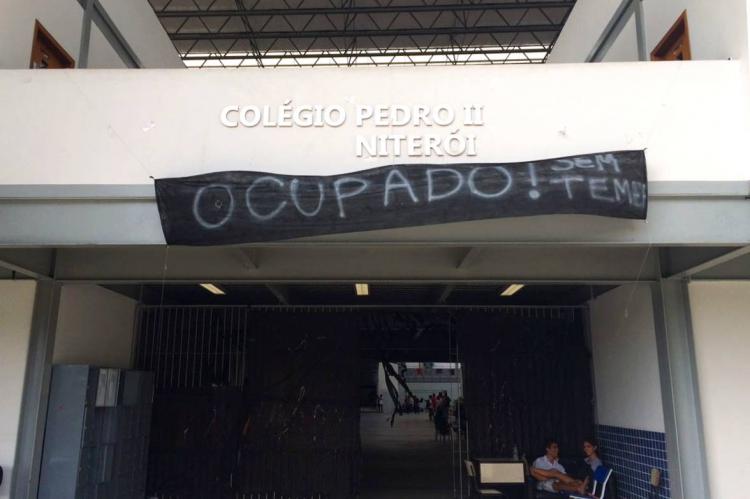 COLÉGIO PEDRO II
NITERÓI
OCUPADO! SEM
TEMER